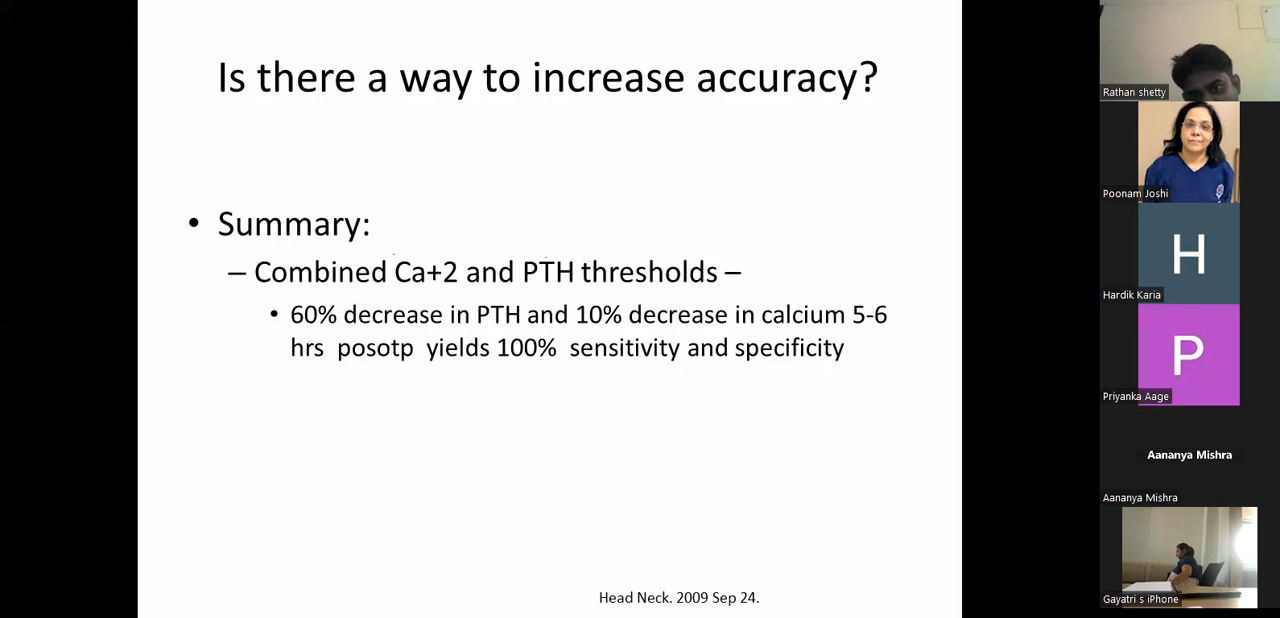 Is there a way to increase accuracy?
• Summary:
– Combined Ca+2 and PTH thresholds –
• 60% decrease in PTH and 10% decrease in calcium 5-6
hrs posotp yields 100% sensitivity and specificity
Head Neck. 2009 Sep 24.
Rathan shetty
Poonam Joshi
H
Hardik Karia
P
Priyanka Aage
Aananya Mishra
Aananya Mishra
Gayatri s iPhone